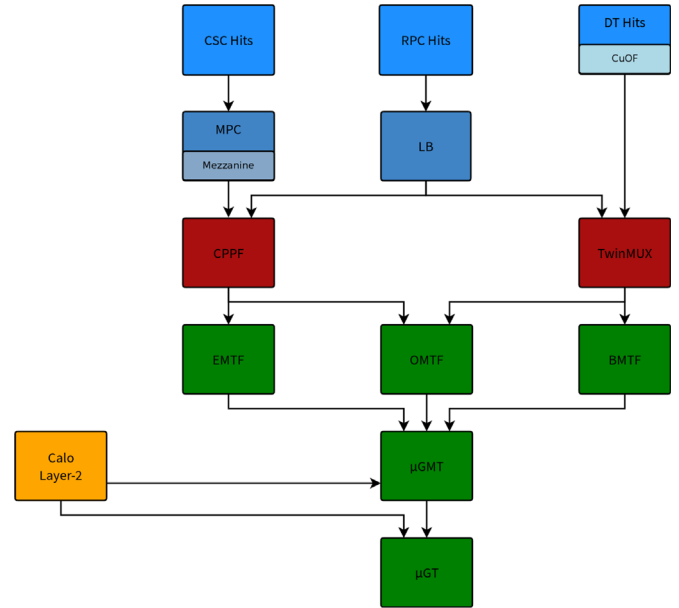 CSC Hits
RPC Hits
DT Hits
CuOF
MPC
Mezzanine
LB
CPPF
TwinMUX
EMTF
OMTF
BMTF
Calo
Layer-2
µGMT
µGT